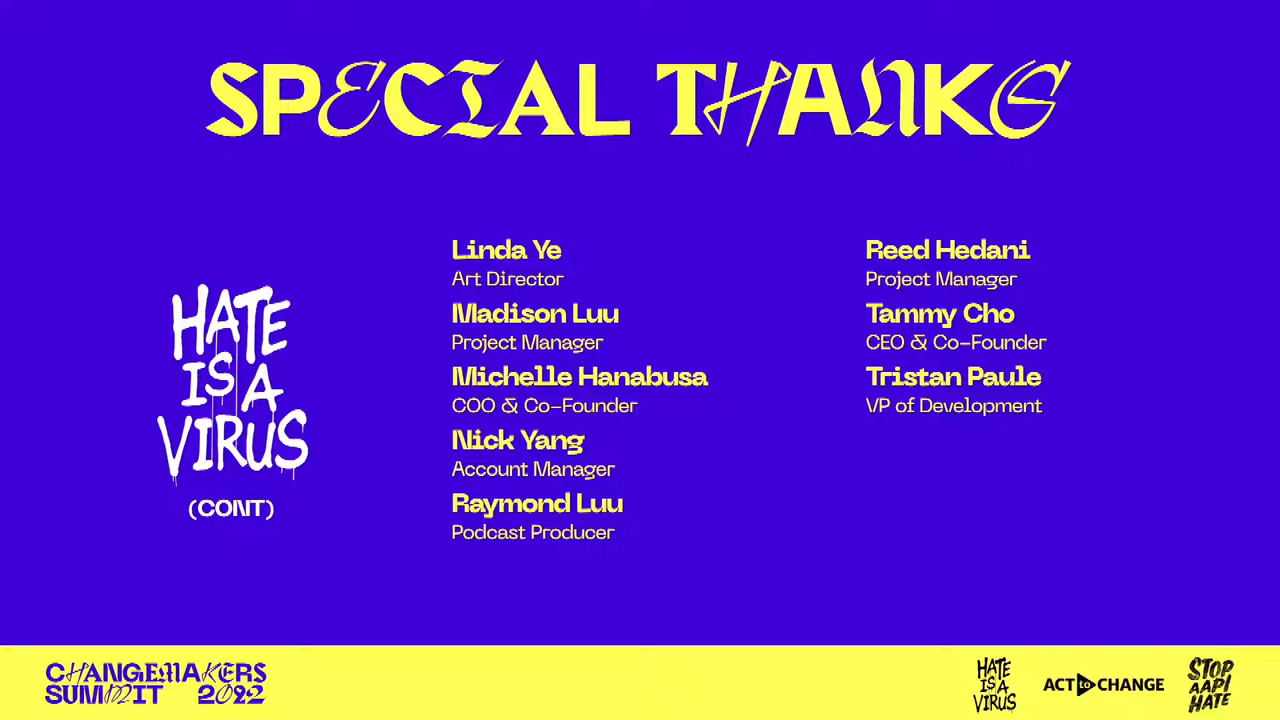 SPECIAL THANKS
HATE
IS A
VIRUS
(CONT)
Linda Ye
Art Director
Madison Luu
Project Manager
Michelle Hanabusa
COO & Co-Founder
Nick Yang
Account Manager
Raymond Luu
Podcast Producer
Reed Hedani
Project Manager
Tammy Cho
CEO & Co-Founder
Tristan Paule
VP of Development
CHANGEMAKERS
SUMMIT 2022
HATE
IS A
VIRUS
ACT to CHANGE
STOP
AAPI
HATE